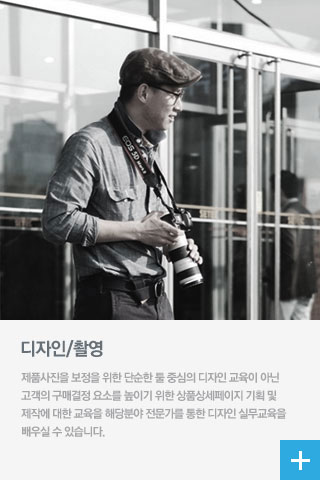 EOS 5D
디자인/촬영
제품사진을 보정을 위한 단순한 툴 중심의 디자인 교육이 아닌
고객의 구매결정 요소를 높이기 위한 상품상세페이지 기획 및
제작에 대한 교육을 해당분야 전문가를 통한 디자인 실무교육을
배우실 수 있습니다.